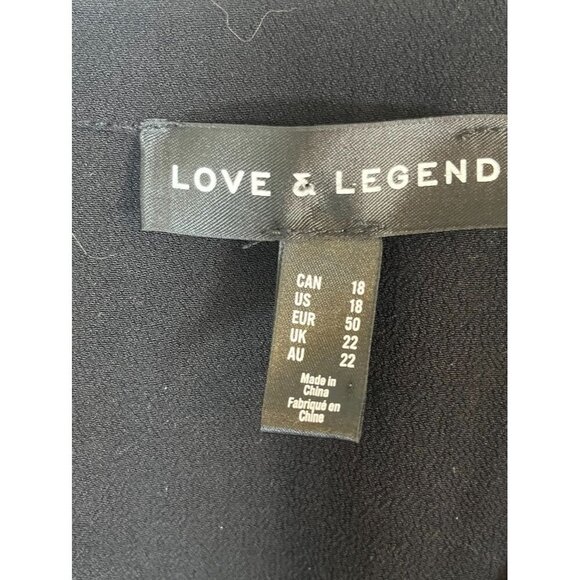 LOVE & LEGEND
CAN 18
US 18
EUR 50
UK 22
AU 22
Made in
China
Fabriqué en
Chine